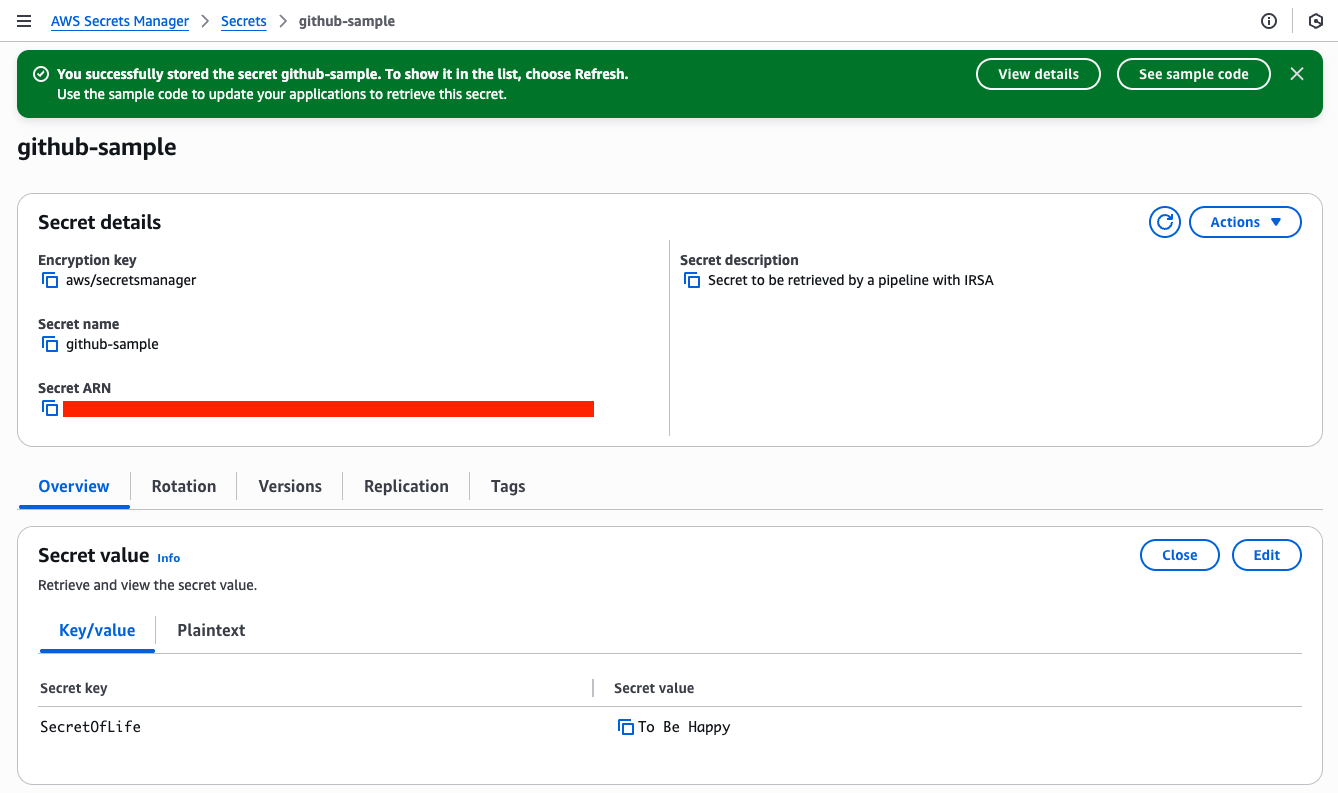 AWS Secrets Manager > Secrets > github-sample
You successfully stored the secret github-sample. To show it in the list, choose Refresh.
Use the sample code to update your applications to retrieve this secret.
View details
See sample code
github-sample
Secret details
Actions
Encryption key
aws/secretsmanager
Secret name
github-sample
Secret ARN
Secret description
Secret to be retrieved by a pipeline with IRSA
Overview
Rotation
Versions
Replication
Tags
Secret value Info
Close
Edit
Retrieve and view the secret value.
Key/value
Plaintext
Secret key
Secret value
SecretOfLife
To Be Happy